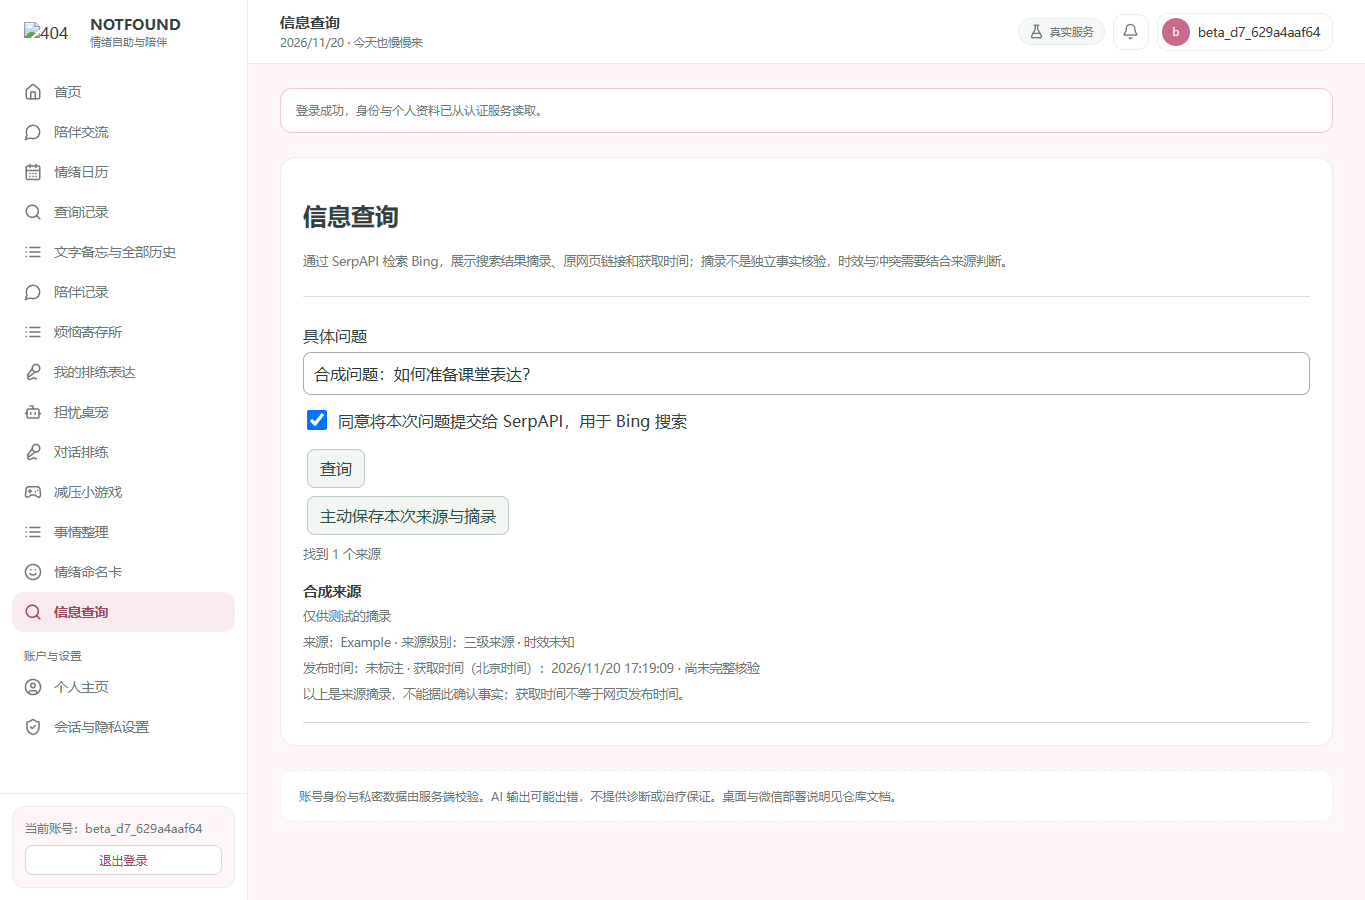 404
NOTFOUND
情绪自助与陪伴
首页
陪伴交流
情绪日历
查询记录
文字备忘与全部历史
陪伴记录
烦恼寄存所
我的排练表达
担忧桌宠
对话排练
减压小游戏
事情整理
情绪命名卡
信息查询
账户与设置
个人主页
会话与隐私设置
当前账号：beta_d7_629a4aaf64
退出登录
信息查询
2026/11/20 · 今天也慢慢来
真实服务
b
beta_d7_629a4aaf64
登录成功，身份与个人资料已从认证服务读取。
信息查询
通过 SerpAPI 检索 Bing，展示搜索结果摘录、原网页链接和获取时间；摘录不是独立事实核验，时效与冲突需要结合来源判断。
具体问题
合成问题：如何准备课堂表达？
同意将本次问题提交给 SerpAPI，用于 Bing 搜索
查询
主动保存本次来源与摘录
找到 1 个来源
合成来源
仅供测试的摘录
来源：Example · 来源级别：三级来源 · 时效未知
发布时间：未标注 · 获取时间（北京时间）：2026/11/20 17:19:09 · 尚未完整核验
以上是来源摘录，不能据此确认事实；获取时间不等于网页发布时间。
账号身份与私密数据由服务端校验。AI 输出可能出错，不提供诊断或治疗保证。桌面与微信部署说明见仓库文档。